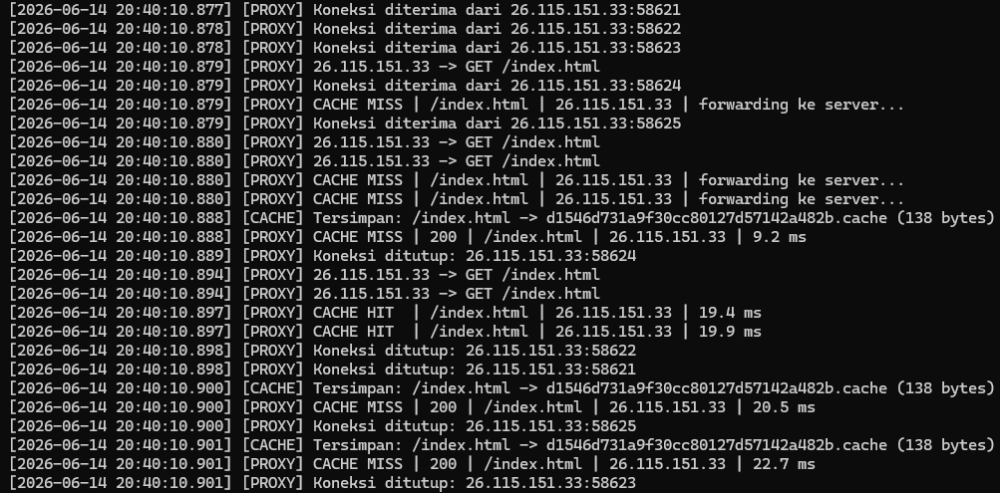 [2026-06-14 20:40:10.877] [PROXY] Koneksi diterima dari 26.115.151.33:58621
[2026-06-14 20:40:10.878] [PROXY] Koneksi diterima dari 26.115.151.33:58622
[2026-06-14 20:40:10.878] [PROXY] Koneksi diterima dari 26.115.151.33:58623
[2026-06-14 20:40:10.879] [PROXY] 26.115.151.33 -> GET /index.html
[2026-06-14 20:40:10.879] [PROXY] Koneksi diterima dari 26.115.151.33:58624
[2026-06-14 20:40:10.879] [PROXY] CACHE MISS | /index.html | 26.115.151.33 | forwarding ke server...
[2026-06-14 20:40:10.879] [PROXY] Koneksi diterima dari 26.115.151.33:58625
[2026-06-14 20:40:10.880] [PROXY] 26.115.151.33 -> GET /index.html
[2026-06-14 20:40:10.880] [PROXY] 26.115.151.33 -> GET /index.html
[2026-06-14 20:40:10.880] [PROXY] CACHE MISS | /index.html | 26.115.151.33 | forwarding ke server...
[2026-06-14 20:40:10.880] [PROXY] CACHE MISS | /index.html | 26.115.151.33 | forwarding ke server...
[2026-06-14 20:40:10.888] [CACHE] Tersimpan: /index.html -> d1546d731a9f30cc80127d57142a482b.cache (138 bytes)
[2026-06-14 20:40:10.888] [PROXY] CACHE MISS | 200 | /index.html | 26.115.151.33 | 9.2 ms
[2026-06-14 20:40:10.889] [PROXY] Koneksi ditutup: 26.115.151.33:58624
[2026-06-14 20:40:10.894] [PROXY] 26.115.151.33 -> GET /index.html
[2026-06-14 20:40:10.894] [PROXY] 26.115.151.33 -> GET /index.html
[2026-06-14 20:40:10.897] [PROXY] CACHE HIT  | /index.html | 26.115.151.33 | 19.4 ms
[2026-06-14 20:40:10.897] [PROXY] CACHE HIT  | /index.html | 26.115.151.33 | 19.9 ms
[2026-06-14 20:40:10.898] [PROXY] Koneksi ditutup: 26.115.151.33:58622
[2026-06-14 20:40:10.898] [PROXY] Koneksi ditutup: 26.115.151.33:58621
[2026-06-14 20:40:10.900] [CACHE] Tersimpan: /index.html -> d1546d731a9f30cc80127d57142a482b.cache (138 bytes)
[2026-06-14 20:40:10.900] [PROXY] CACHE MISS | 200 | /index.html | 26.115.151.33 | 20.5 ms
[2026-06-14 20:40:10.900] [PROXY] Koneksi ditutup: 26.115.151.33:58625
[2026-06-14 20:40:10.901] [CACHE] Tersimpan: /index.html -> d1546d731a9f30cc80127d57142a482b.cache (138 bytes)
[2026-06-14 20:40:10.901] [PROXY] CACHE MISS | 200 | /index.html | 26.115.151.33 | 22.7 ms
[2026-06-14 20:40:10.901] [PROXY] Koneksi ditutup: 26.115.151.33:58623